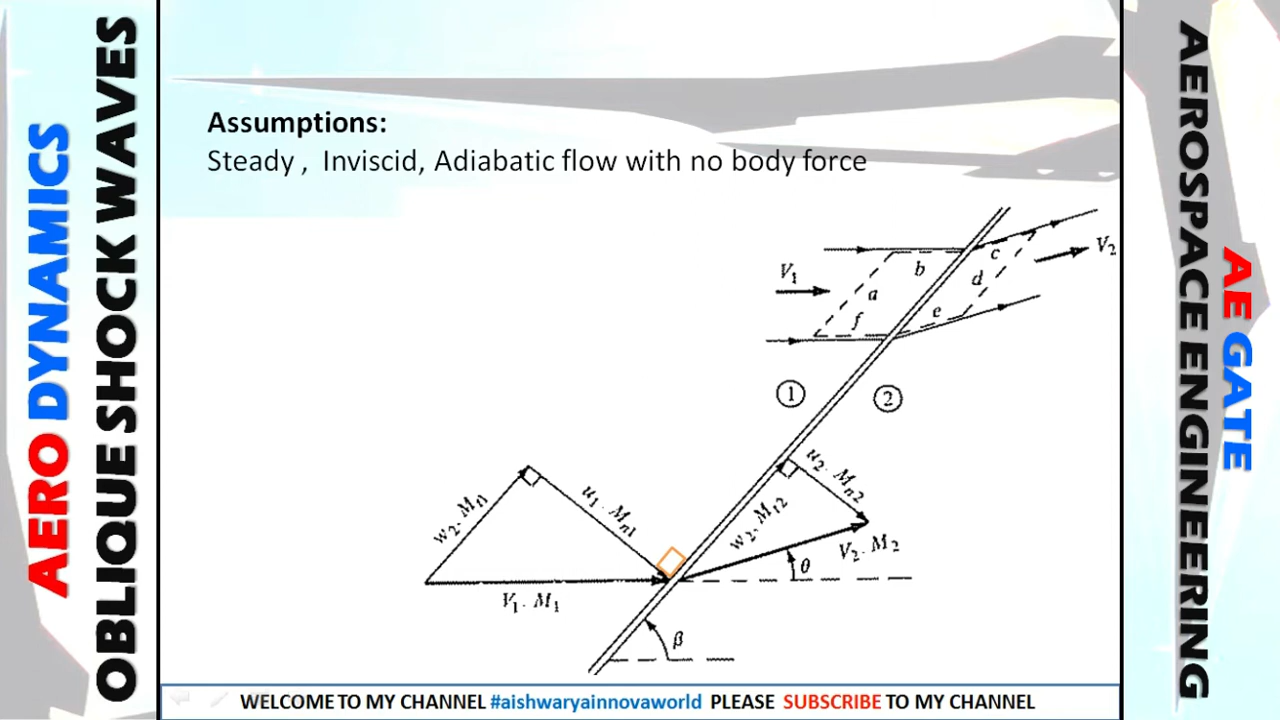 AERO DYNAMICS
OBLIQUE SHOCK WAVES
Assumptions:
Steady , Inviscid, Adiabatic flow with no body force
V₁
a
b
c
d
e
f
V₂
1
2
w₂. Mₜ₁
u₁ . Mₙ₁
V₁ . M₁
w₂, Mₜ₂
u₂. Mₙ₂
V₂ . M₂
θ
β
AEROSPACE ENGINEERING
AE GATE
WELCOME TO MY CHANNEL #aishwaryainnovaworld PLEASE SUBSCRIBE TO MY CHANNEL